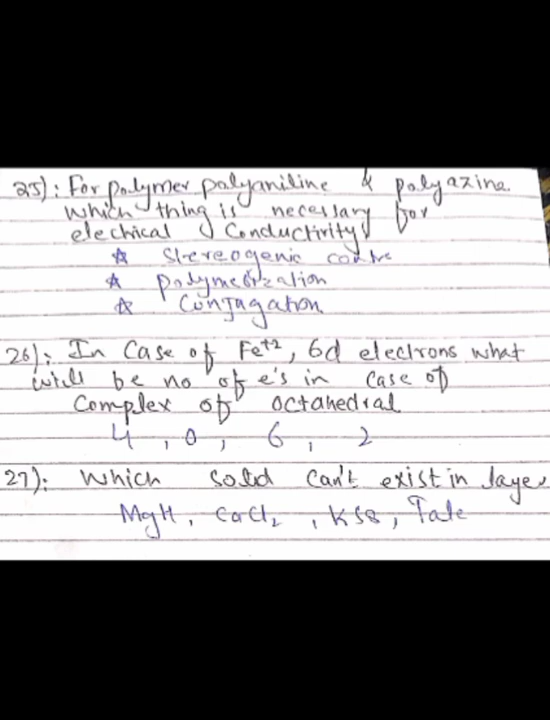 25): For polymer polyaniline & polyazine
which thing is necessary for
elechical Conductivity
☆ Stereogenic centre
☆ Polymerization
☆ Conjugation
26): In Case of Fe+2, 6d electrons what
will be no of e's in case of
Complex of octahedral
4, 0, 6, 2
27): Which solid can't exist in layer
MgH, CaCl2, KS8, Talc